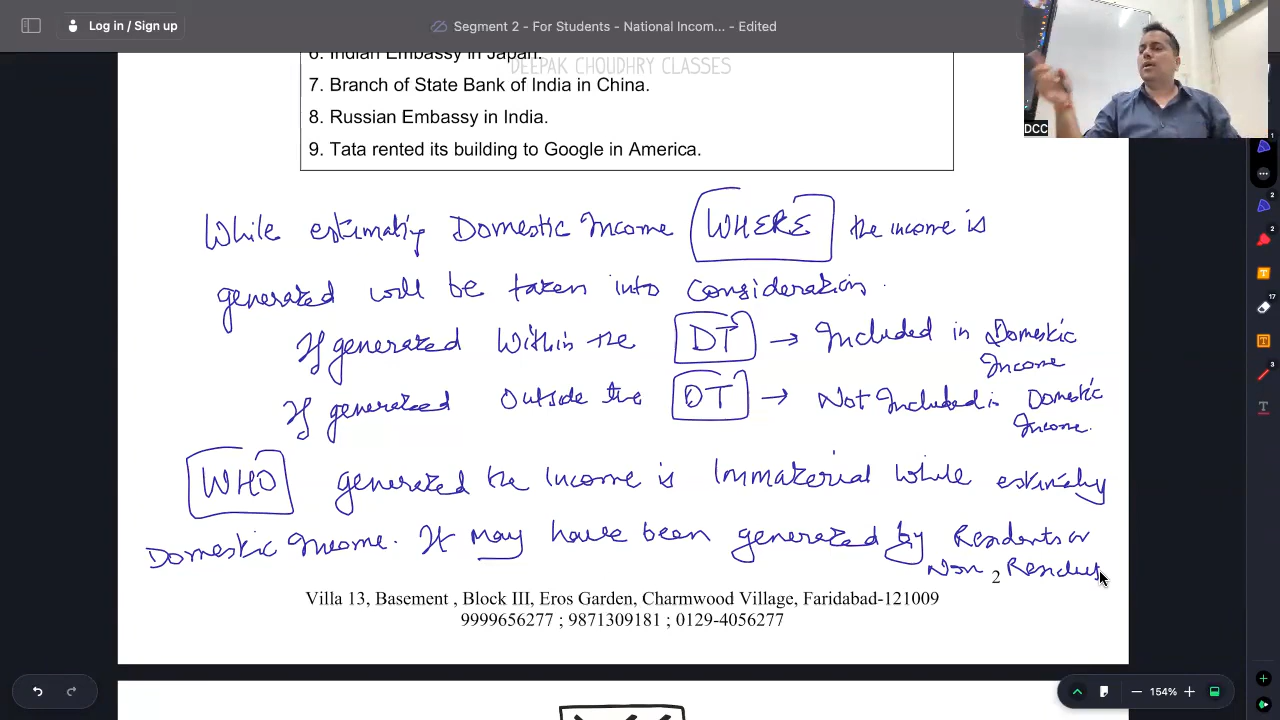 Log in / Sign up
Segment 2 - For Students - National Incom... - Edited
6. Indian Embassy in Japan.
DEEPAK CHOUDHRY CLASSES
7. Branch of State Bank of India in China.
8. Russian Embassy in India.
9. Tata rented its building to Google in America.
DCC
While estimating Domestic Income WHERE the income is
generated will be taken into consideration.
If generated Within the DT → Included in Domestic
Income
If generated Outside the DT → Not Included in Domestic
Income.
WHO generated the Income is Immaterial while estimating
Domestic Income. It may have been generated by Residents or
Non Residents
2
Villa 13, Basement , Block III, Eros Garden, Charmwood Village, Faridabad-121009
9999656277 ; 9871309181 ; 0129-4056277
154%